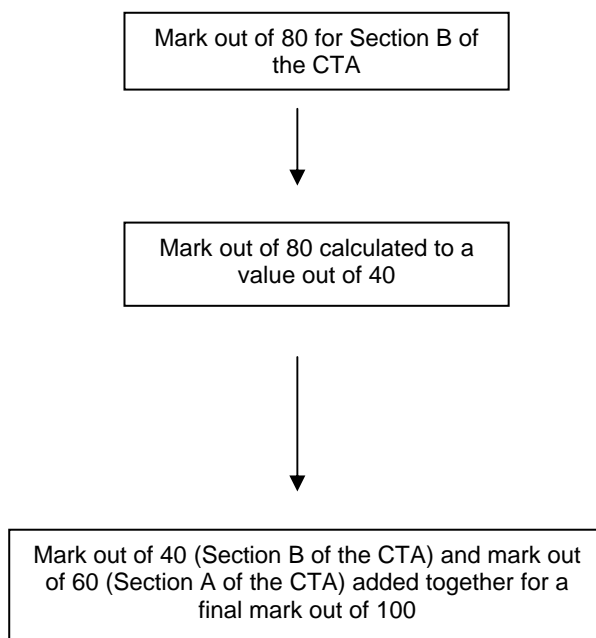 Mark out of 80 for Section B of
the CTA
Mark out of 80 calculated to a
value out of 40
Mark out of 40 (Section B of the CTA) and mark out
of 60 (Section A of the CTA) added together for a
final mark out of 100